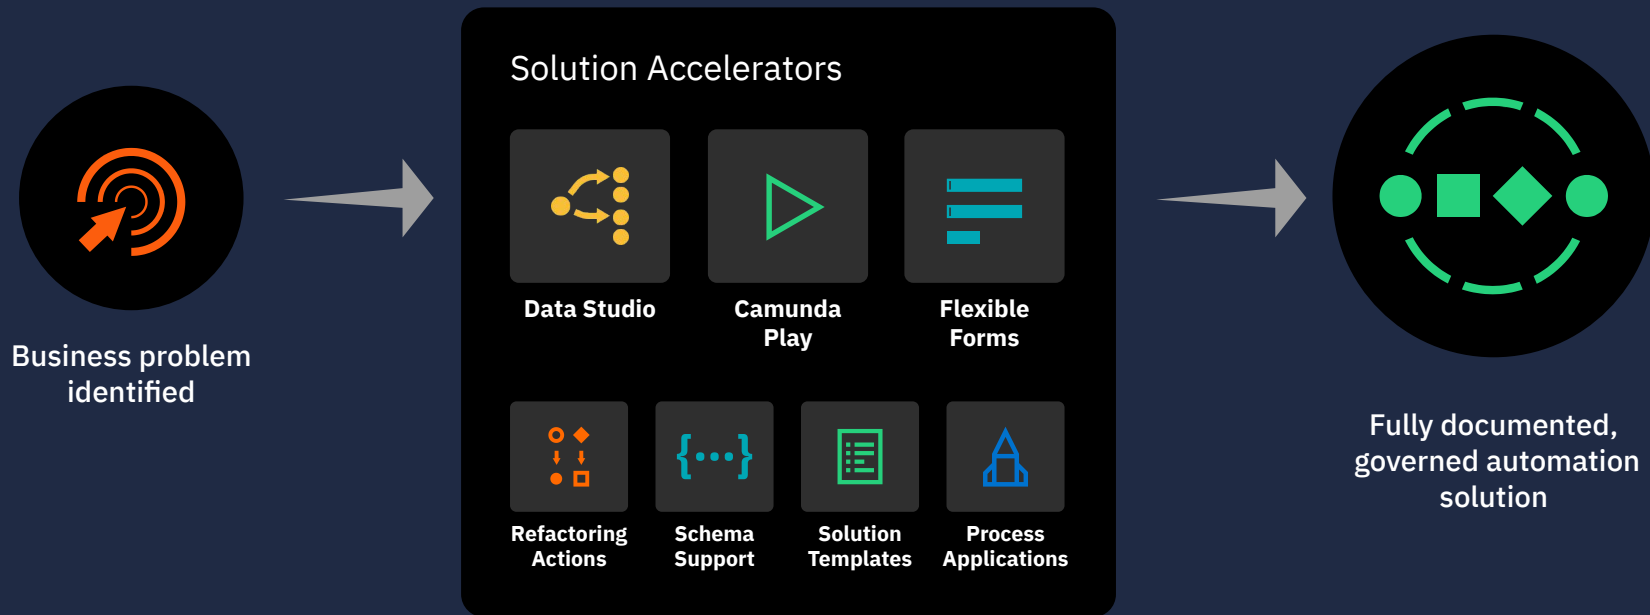 Solution Accelerators
Business problem
identified
Data Studio
Camunda
Play
Flexible
Forms
Refactoring
Actions
Schema
Support
Solution
Templates
Process
Applications
Fully documented,
governed automation
solution